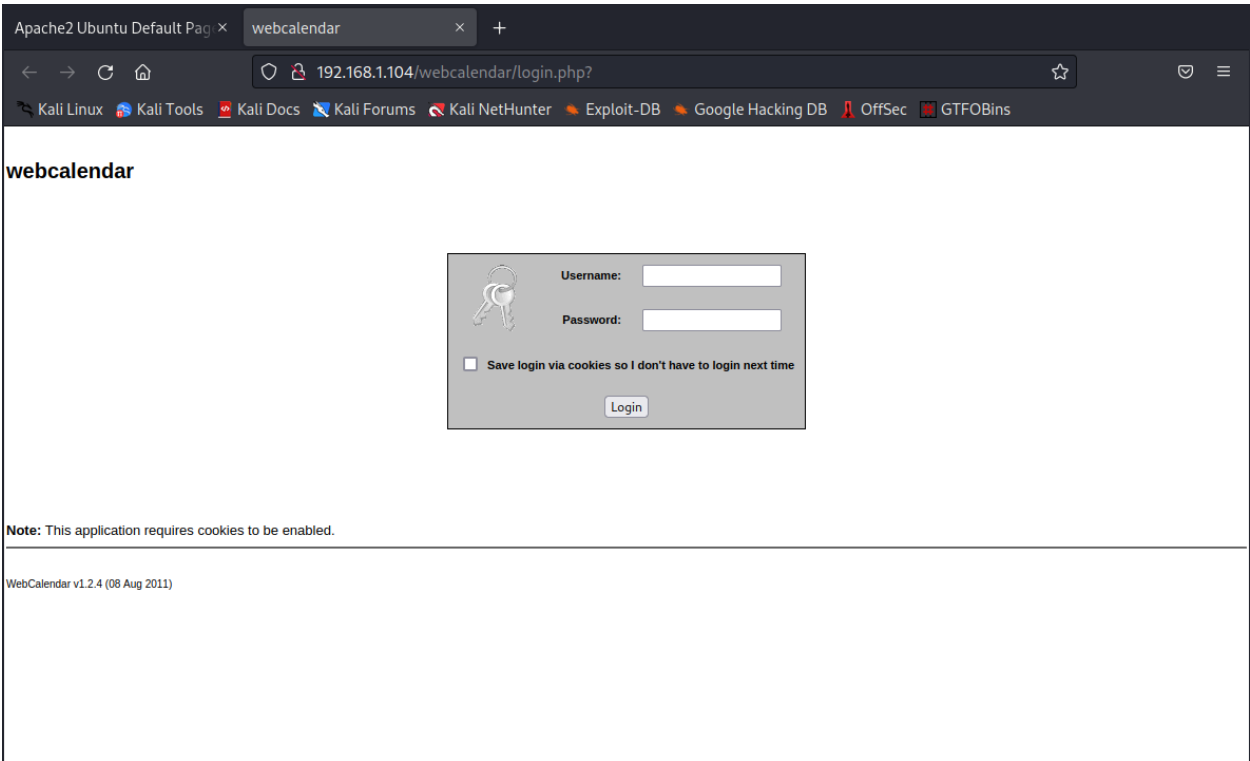 Apache2 Ubuntu Default Pag
webcalendar
192.168.1.104/webcalendar/login.php?
Kali Linux Kali Tools Kali Docs Kali Forums Kali NetHunter Exploit-DB Google Hacking DB OffSec GTFOBins
webcalendar
Username:
Password:
Save login via cookies so I don't have to login next time
Login
Note: This application requires cookies to be enabled.
WebCalendar v1.2.4 (08 Aug 2011)